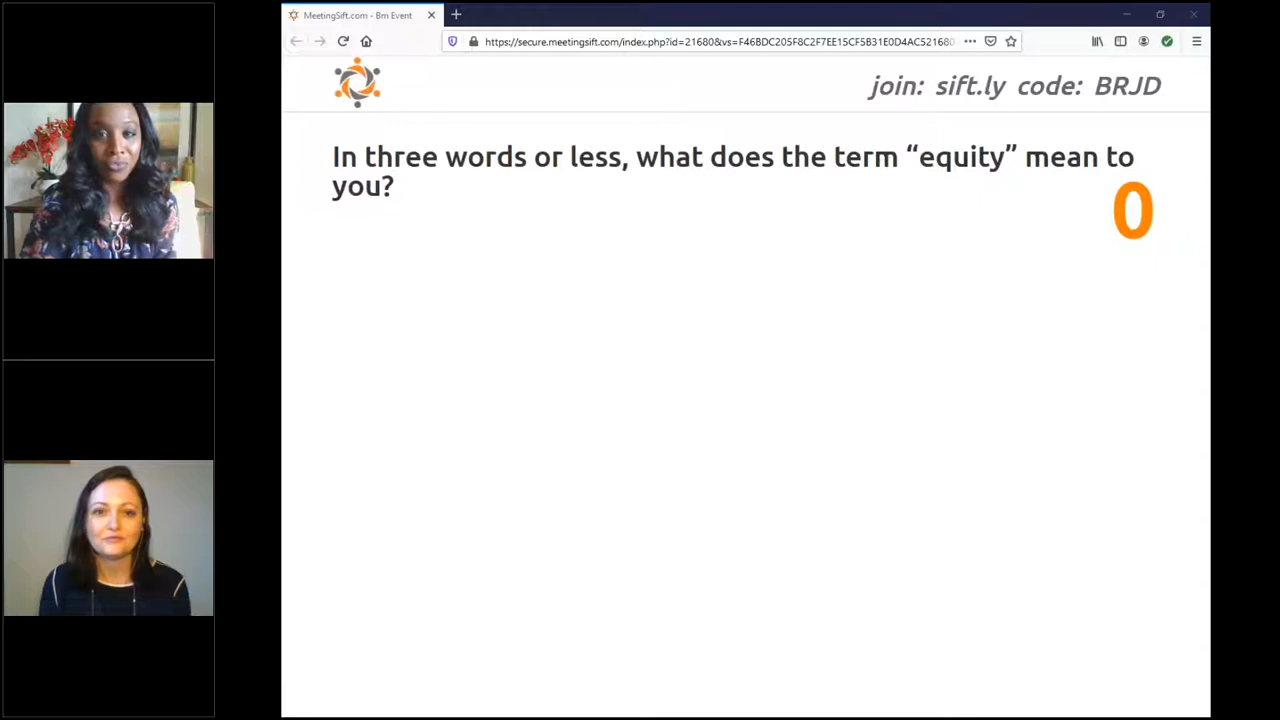 MeetingSift.com - Bm Event
https://secure.meetingsift.com/index.php?id=21680&vs=F46BDC205F8C2F7EE15CF5B31E0D4AC521680
join: sift.ly code: BRJD
In three words or less, what does the term “equity” mean to
you?
0